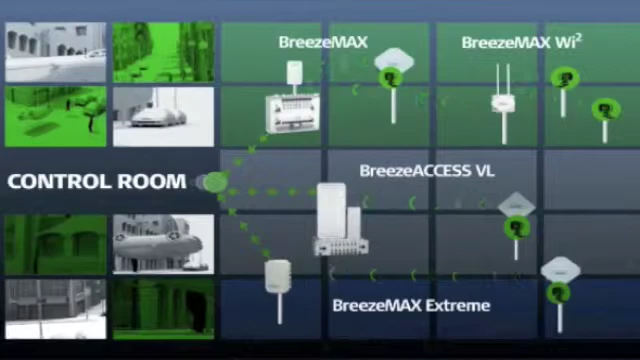 BreezeMAX
BreezeMAX Wi²
CONTROL ROOM
BreezeACCESS VL
BreezeMAX Extreme